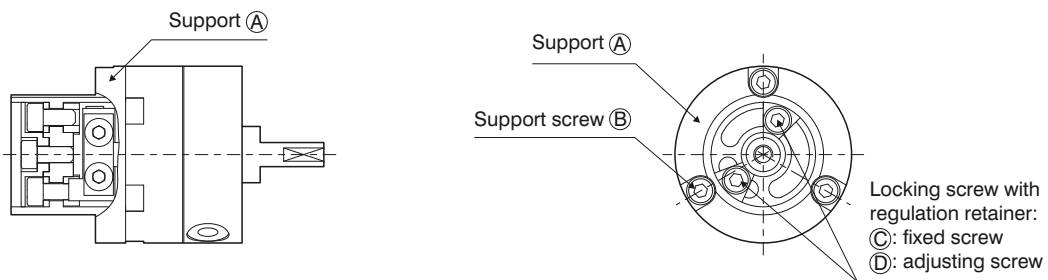 Support Ⓐ
Support Ⓐ
Support screw Ⓑ
Locking screw with
regulation retainer:
Ⓒ: fixed screw
Ⓓ: adjusting screw